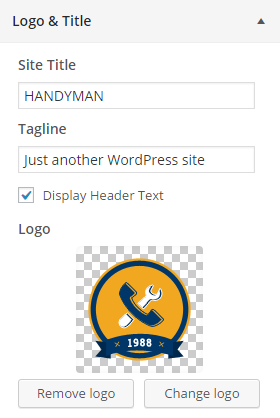 Logo & Title
Site Title
HANDYMAN
Tagline
Just another WordPress site
Display Header Text
Logo
1988
Remove logo
Change logo